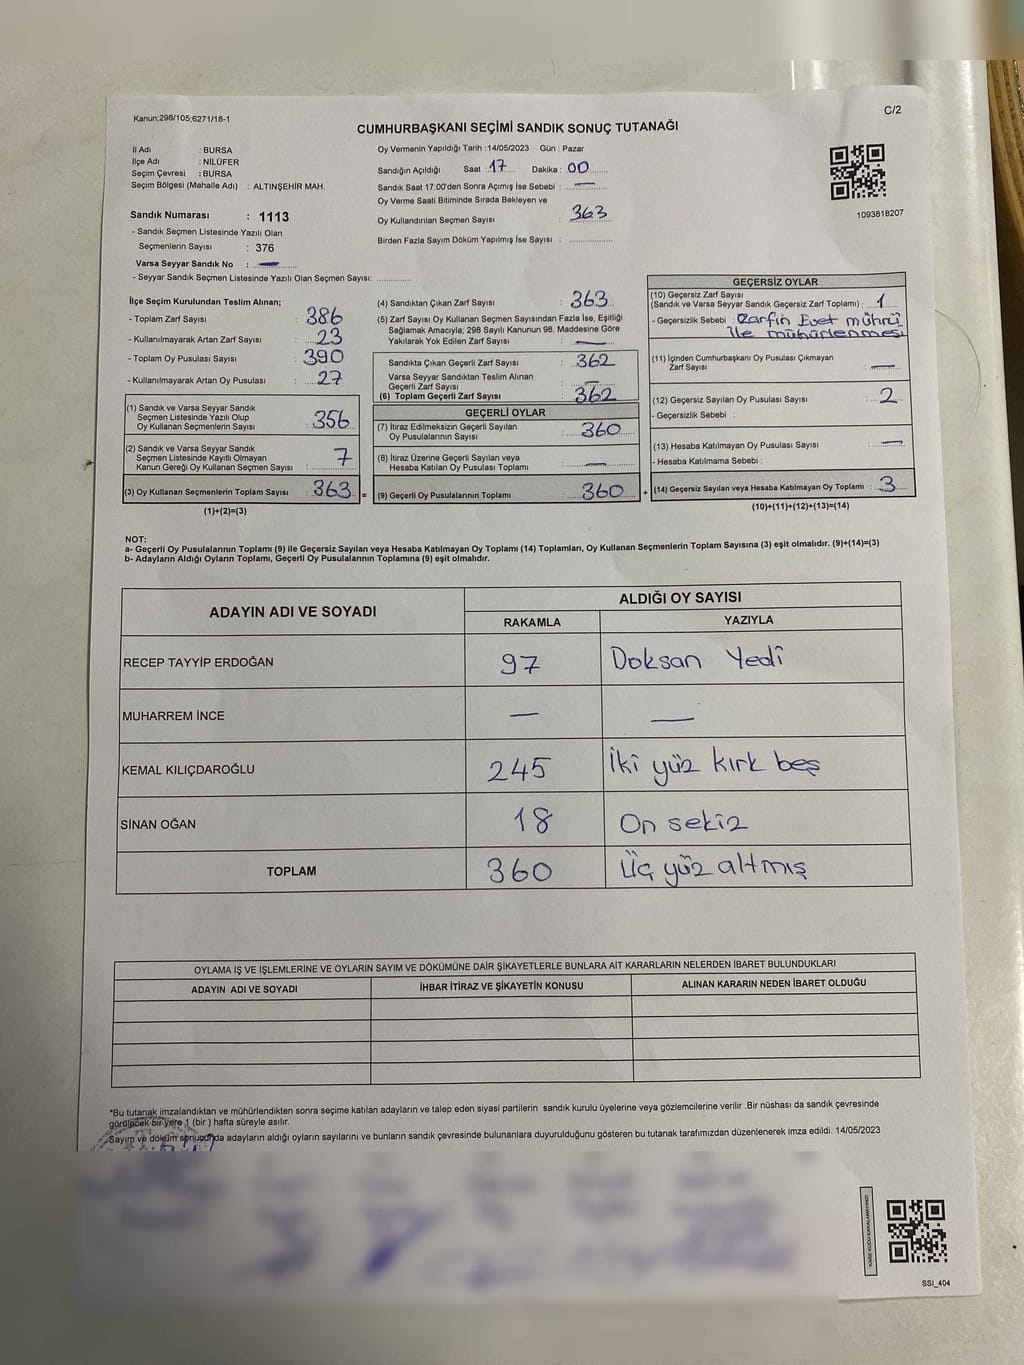 Kanun:298/105;6271/18-1
C/2
CUMHURBAŞKANI SEÇİMİ SANDIK SONUÇ TUTANAĞI
İl Adı : BURSA
İlçe Adı : NİLÜFER
Seçim Çevresi : BURSA
Seçim Bölgesi (Mahalle Adı) : ALTINŞEHİR MAH.
Sandık Numarası : 1113
- Sandık Seçmen Listesinde Yazılı Olan
Seçmenlerin Sayısı : 376
Varsa Seyyar Sandık No : —
- Seyyar Sandık Seçmen Listesinde Yazılı Olan Seçmen Sayısı: ............
Oy Vermenin Yapıldığı Tarih :14/05/2023 Gün : Pazar
Sandığın Açıldığı Saat : 17 Dakika : 00
Sandık Saat 17:00'den Sonra Açımış İse Sebebi : —
Oy Verme Saati Bitiminde Sırada Bekleyen ve
Oy Kullandırılan Seçmen Sayısı : 363
Birden Fazla Sayım Döküm Yapılmış İse Sayısı : ...............
1093818207
İlçe Seçim Kurulundan Teslim Alınan;
- Toplam Zarf Sayısı : 386
- Kullanılmayarak Artan Zarf Sayısı : 23
- Toplam Oy Pusulası Sayısı : 390
- Kullanılmayarak Artan Oy Pusulası : 27
(1) Sandık ve Varsa Seyyar Sandık
Seçmen Listesinde Yazılı Olup
Oy Kullanan Seçmenlerin Sayısı : 356
(2) Sandık ve Varsa Seyyar Sandık
Seçmen Listesinde Kayıtlı Olmayan
Kanun Gereği Oy Kullanan Seçmen Sayısı : 7
(3) Oy Kullanan Seçmenlerin Toplam Sayısı : 363 =
(1)+(2)=(3)
(4) Sandıktan Çıkan Zarf Sayısı : 363
(5) Zarf Sayısı Oy Kullanan Seçmen Sayısından Fazla İse, Eşitliği
Sağlamak Amacıyla, 298 Sayılı Kanunun 98. Maddesine Göre
Yakılarak Yok Edilen Zarf Sayısı : —
Sandıkta Çıkan Geçerli Zarf Sayısı : 362
Varsa Seyyar Sandıktan Teslim Alınan
Geçerli Zarf Sayısı : —
(6) Toplam Geçerli Zarf Sayısı : 362
GEÇERLİ OYLAR
(7) İtiraz Edilmeksizin Geçerli Sayılan
Oy Pusulalarının Sayısı : 360
(8) İtiraz Üzerine Geçerli Sayılan veya
Hesaba Katılan Oy Pusulası Toplamı : —
(9) Geçerli Oy Pusulalarının Toplamı : 360 +
GEÇERSİZ OYLAR
(10) Geçersiz Zarf Sayısı
(Sandık ve Varsa Seyyar Sandık Geçersiz Zarf Toplamı) : 1
- Geçersizlik Sebebi : Zarfın Evet mührü
ile mühürlenmesi
(11) İçinden Cumhurbaşkanı Oy Pusulası Çıkmayan
Zarf Sayısı : —
(12) Geçersiz Sayılan Oy Pusulası Sayısı : 2
- Geçersizlik Sebebi :
(13) Hesaba Katılmayan Oy Pusulası Sayısı : —
- Hesaba Katılmama Sebebi :
(14) Geçersiz Sayılan veya Hesaba Katılmayan Oy Toplamı : 3
(10)+(11)+(12)+(13)=(14)
NOT:
a- Geçerli Oy Pusulalarının Toplamı (9) ile Geçersiz Sayılan veya Hesaba Katılmayan Oy Toplamı (14) Toplamları, Oy Kullanan Seçmenlerin Toplam Sayısına (3) eşit olmalıdır. (9)+(14)=(3)
b- Adayların Aldığı Oyların Toplamı, Geçerli Oy Pusulalarının Toplamına (9) eşit olmalıdır.
ADAYIN ADI VE SOYADI ALDIĞI OY SAYISI
RAKAMLA YAZIYLA
RECEP TAYYİP ERDOĞAN 97 Doksan Yedi
MUHARREM İNCE — —
KEMAL KILIÇDAROĞLU 245 İki yüz kırk beş
SİNAN OĞAN 18 On sekiz
TOPLAM 360 Üç yüz altmış
OYLAMA İŞ VE İŞLEMLERİNE VE OYLARIN SAYIM VE DÖKÜMÜNE DAİR ŞİKAYETLERLE BUNLARA AİT KARARLARIN NELERDEN İBARET BULUNDUKLARI
ADAYIN ADI VE SOYADI İHBAR İTİRAZ VE ŞİKAYETİN KONUSU ALINAN KARARIN NEDEN İBARET OLDUĞU
*Bu tutanak imzalandıktan ve mühürlendikten sonra seçime katılan adayların ve talep eden siyasi partilerin sandık kurulu üyelerine veya gözlemcilerine verilir .Bir nüshası da sandık çevresinde
görülecek bir yere 1 (bir ) hafta süreyle asılır.
Sayım ve döküm sonucunda adayların aldığı oyların sayılarını ve bunların sandık çevresinde bulunanlara duyurulduğunu gösteren bu tutanak tarafımızdan düzenlenerek imza edildi. 14/05/2023
KARE KODU KARALAMAYINIZ!
SSI_404